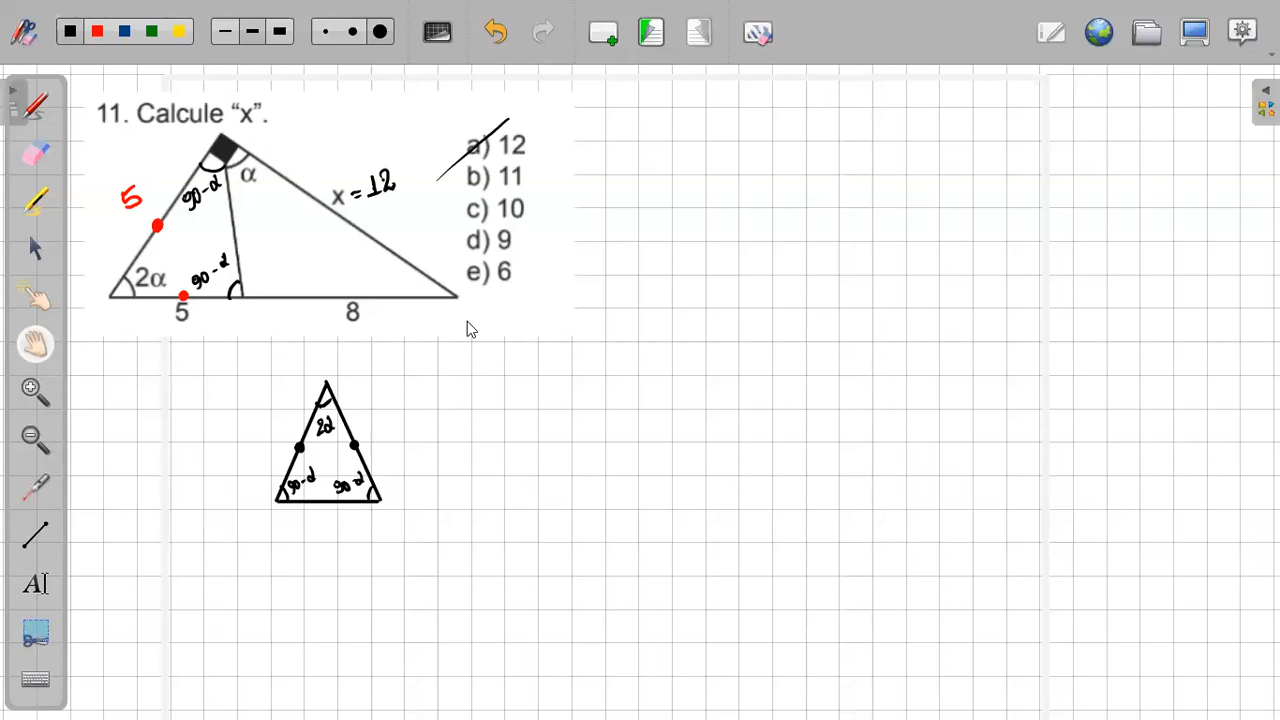 11. Calcule “x”.
a) 12
b) 11
c) 10
d) 9
e) 6
α
90-α
5
x = 12
2α
90-α
5
8
2α
90-α
90-α
A